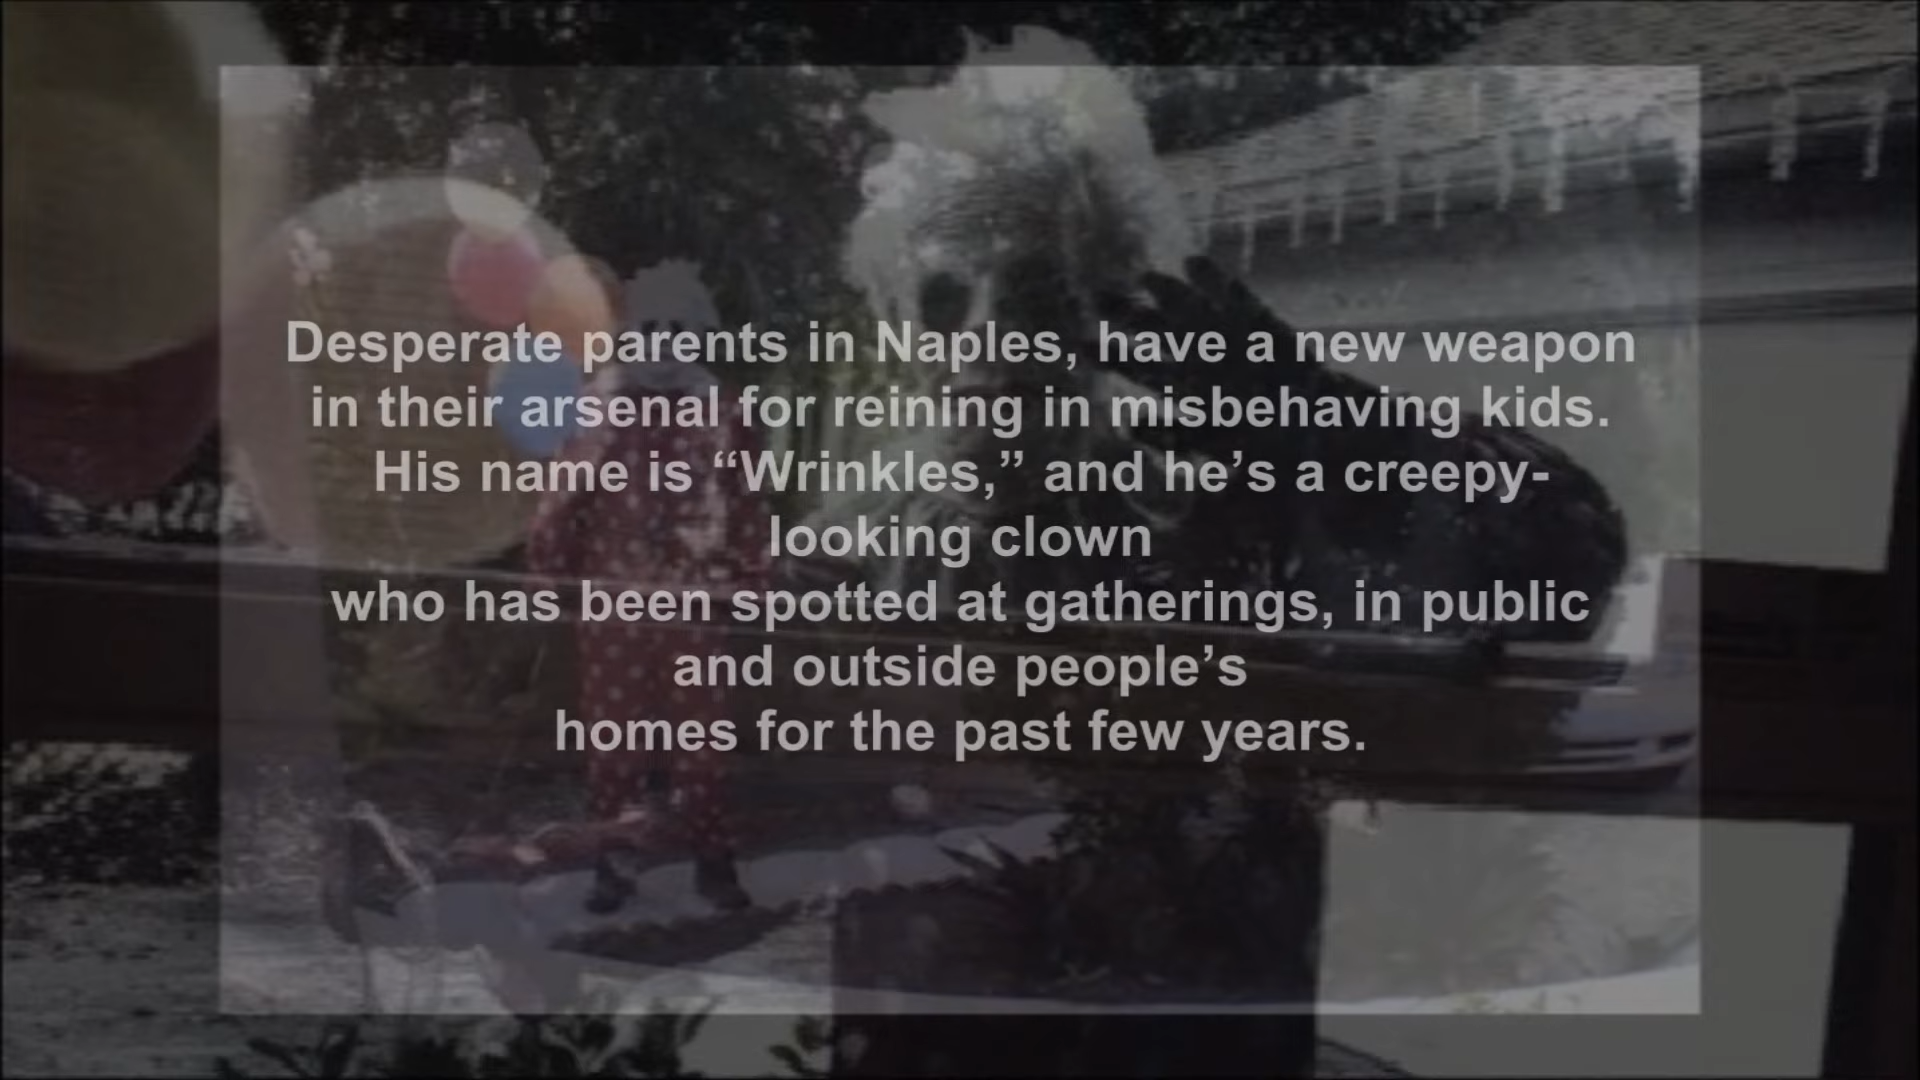 Desperate parents in Naples, have a new weapon
in their arsenal for reining in misbehaving kids.
His name is “Wrinkles,” and he’s a creepy-
looking clown
who has been spotted at gatherings, in public
and outside people’s
homes for the past few years.